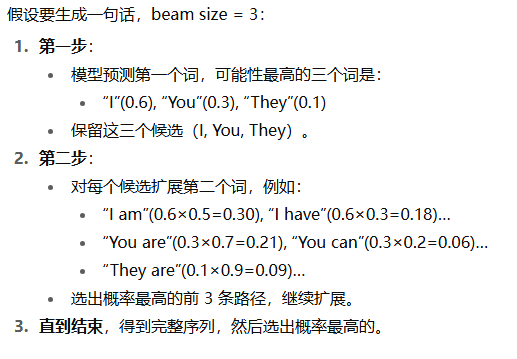 假设要生成一句话，beam size = 3：
1. 第一步：
• 模型预测第一个词，可能性最高的三个词是：
• “I”(0.6), “You”(0.3), “They”(0.1)
• 保留这三个候选（I, You, They）。
2. 第二步：
• 对每个候选扩展第二个词，例如：
• “I am”(0.6×0.5=0.30), “I have”(0.6×0.3=0.18)…
• “You are”(0.3×0.7=0.21), “You can”(0.3×0.2=0.06)…
• “They are”(0.1×0.9=0.09)…
• 选出概率最高的前 3 条路径，继续扩展。
3. 直到结束，得到完整序列，然后选出概率最高的。